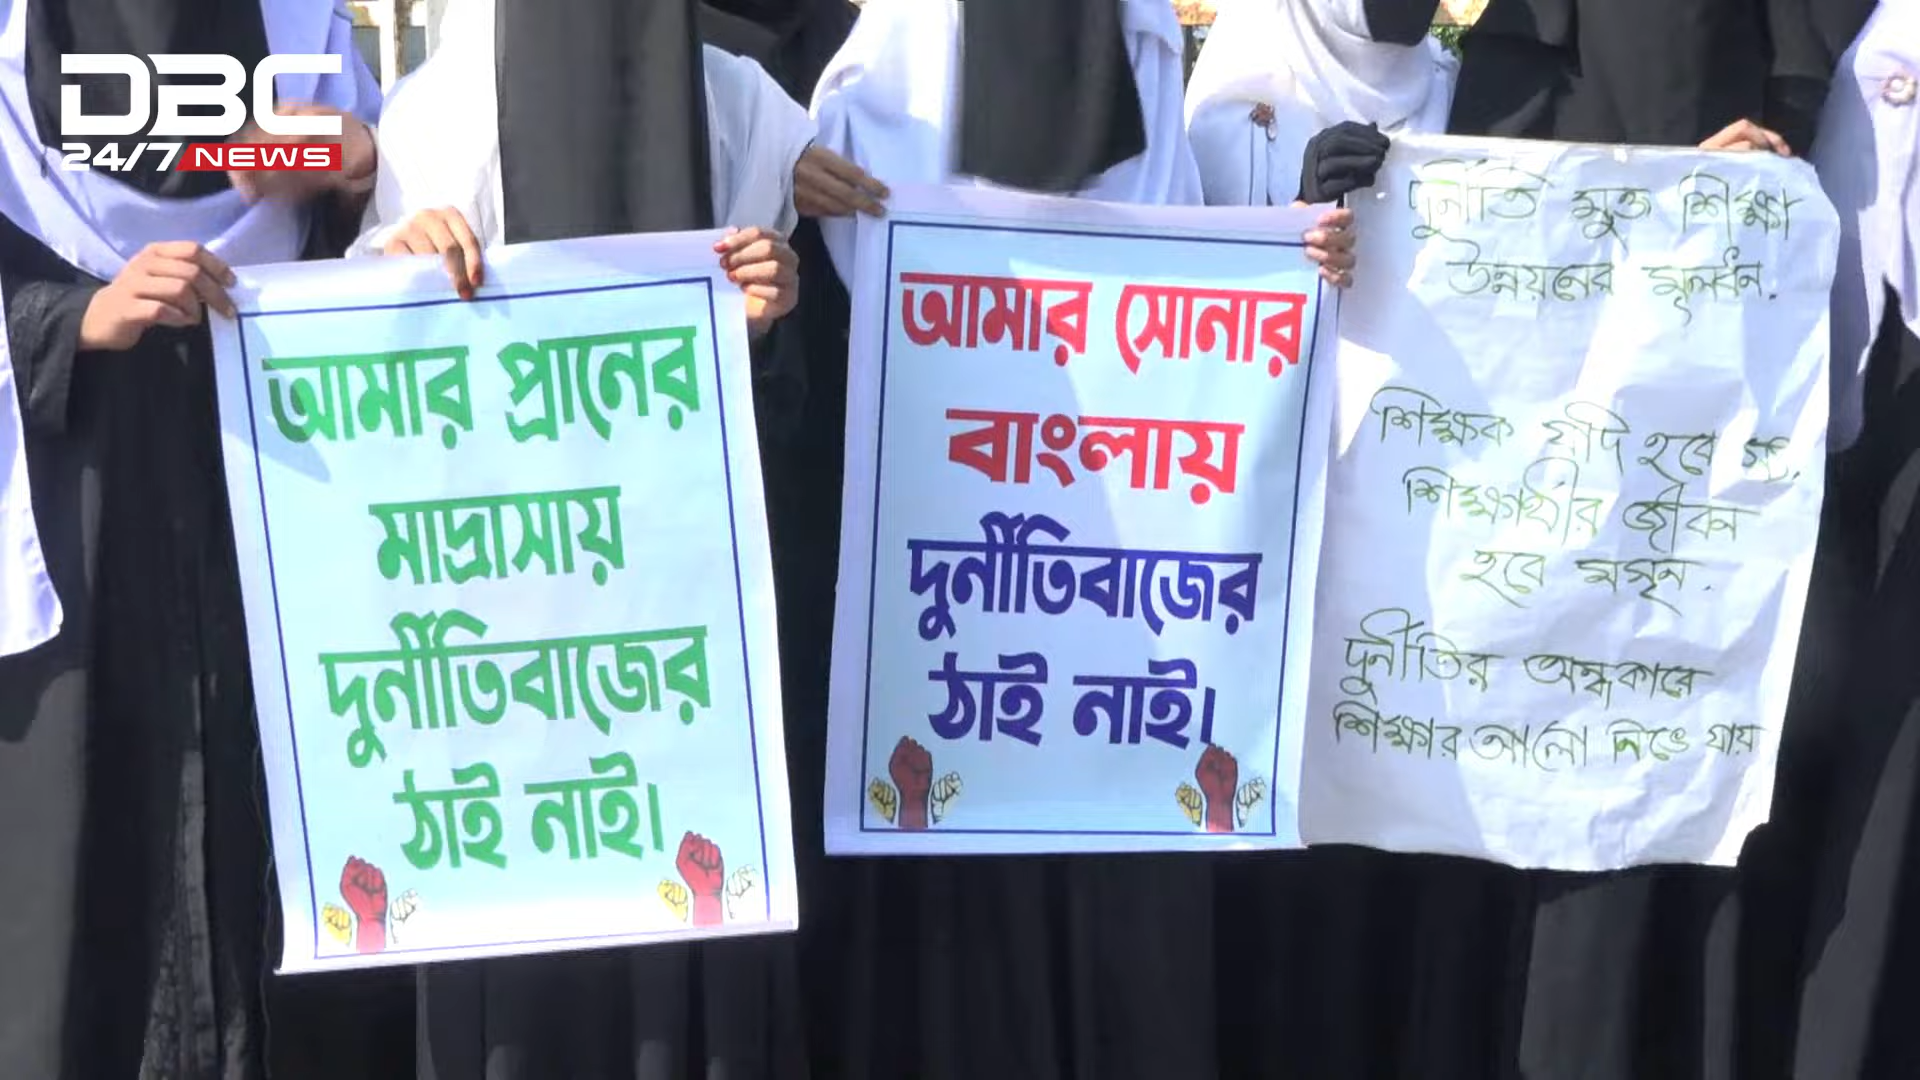 DBC
24/7 NEWS
আমার প্রানের
মাদ্রাসায়
দুর্নীতিবাজের
ঠাই নাই।
আমার সোনার
বাংলায়
দুর্নীতিবাজের
ঠাই নাই।
দুর্নীতি মুক্ত শিক্ষা
উন্নয়নের মূলধন.
শিক্ষক যদি হবে সৎ,
শিক্ষার্থীর জীবন
হবে মসৃন.
দুর্নীতির অন্ধকারে
শিক্ষার আলো নিভে যায়